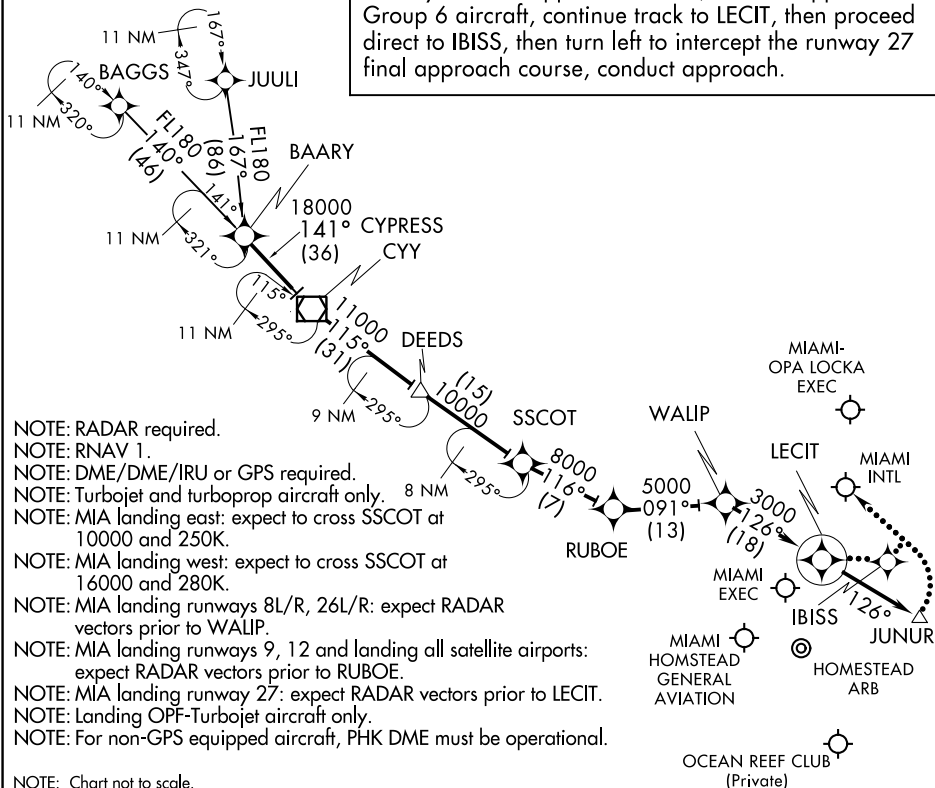 Group 6 aircraft, continue track to LECIT, then proceed
direct to IBISS, then turn left to intercept the runway 27
final approach course, conduct approach.
11 NM
167°
347°
JUULI
BAGGS
140°
320°
11 NM
FL180
140°
(46)
FL180
167°
(86)
BAARY
141°
321°
11 NM
18000
141°
(36)
CYPRESS
CYY
115°
295°
11 NM
11000
115°
(31)
DEEDS
295°
9 NM
(15)
10000
SSCOT
295°
8 NM
8000
116°
(7)
RUBOE
WALIP
5000
091°
(13)
3000
126°
(18)
LECIT
MIAMI-
OPA LOCKA
EXEC
MIAMI
INTL
MIAMI
EXEC
IBISS
126°
JUNUR
MIAMI
HOMSTEAD
GENERAL
AVIATION
HOMESTEAD
ARB
OCEAN REEF CLUB
(Private)
NOTE: RADAR required.
NOTE: RNAV 1.
NOTE: DME/DME/IRU or GPS required.
NOTE: Turbojet and turboprop aircraft only.
NOTE: MIA landing east: expect to cross SSCOT at
10000 and 250K.
NOTE: MIA landing west: expect to cross SSCOT at
16000 and 280K.
NOTE: MIA landing runways 8L/R, 26L/R: expect RADAR
vectors prior to WALIP.
NOTE: MIA landing runways 9, 12 and landing all satellite airports:
expect RADAR vectors prior to RUBOE.
NOTE: MIA landing runway 27: expect RADAR vectors prior to LECIT.
NOTE: Landing OPF-Turbojet aircraft only.
NOTE: For non-GPS equipped aircraft, PHK DME must be operational.
NOTE: Chart not to scale.